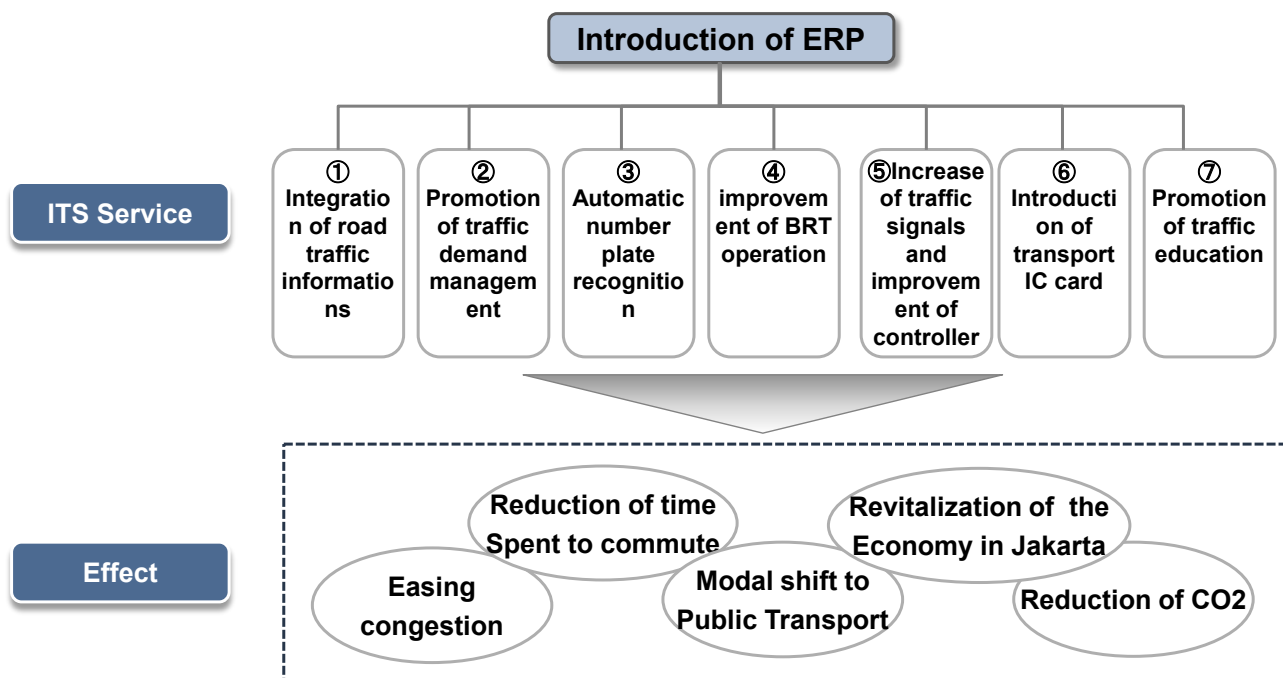 Introduction of ERP
ITS Service
①
Integratio
n of road
traffic
informatio
ns
②
Promotion
of traffic
demand
managem
ent
③
Automatic
number
plate
recognitio
n
④
improvem
ent of BRT
operation
⑤Increase
of traffic
signals
and
improvem
ent of
controller
⑥
Introducti
on of
transport
IC card
⑦
Promotion
of traffic
education
Effect
Easing
congestion
Reduction of time
Spent to commute
Modal shift to
Public Transport
Revitalization of the
Economy in Jakarta
Reduction of CO2